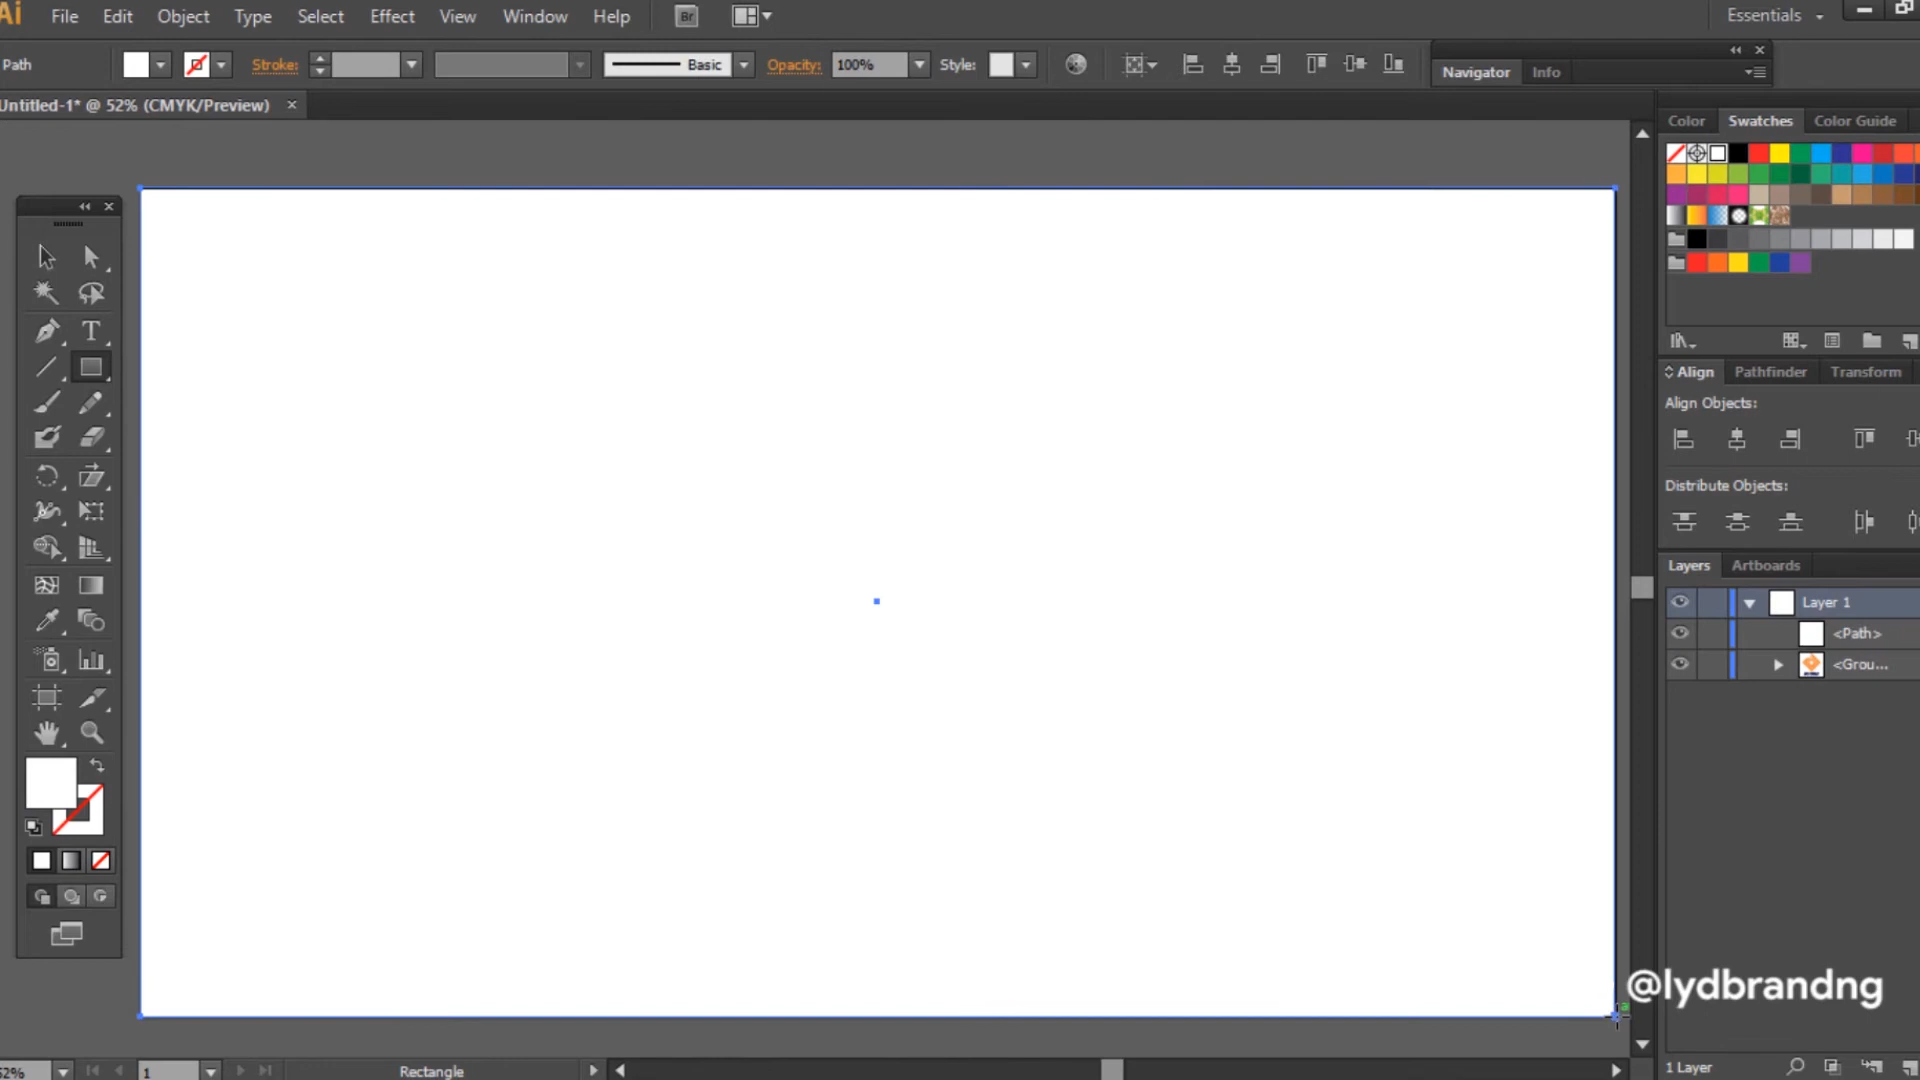 Ai File Edit Object Type Select Effect View Window Help Br Essentials
Path Stroke: Basic Opacity: 100% Style:
Navigator Info
Untitled-1* @ 52% (CMYK/Preview)
Color Swatches Color Guide
Align Pathfinder Transform
Align Objects:
Distribute Objects:
Layers Artboards
Layer 1
<Path>
<Grou...
@lydbrandng
52% 1 Rectangle
1 Layer